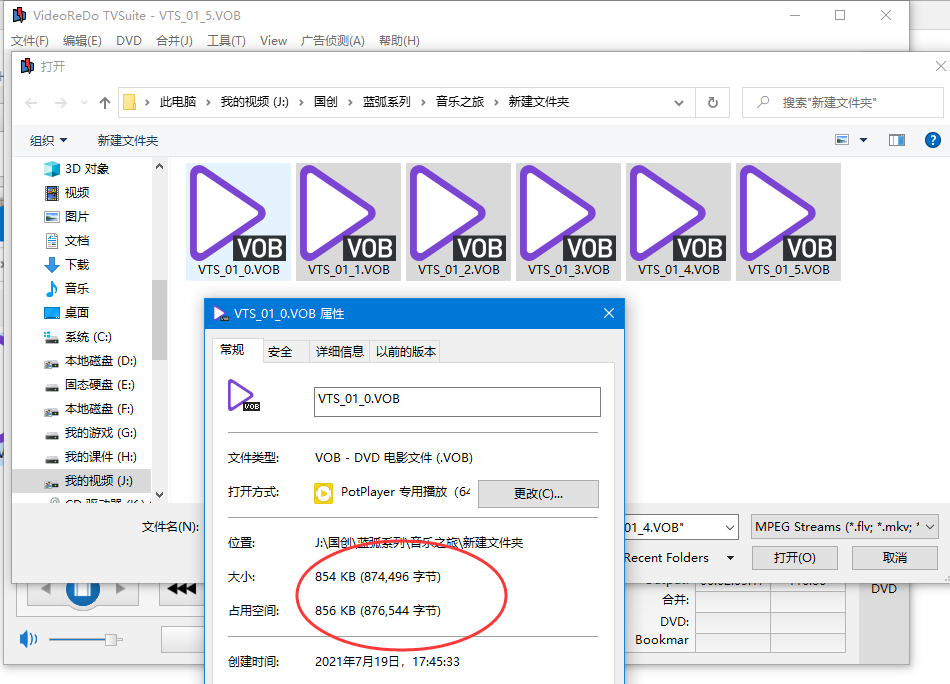 VideoReDo TVSuite - VTS_01_5.VOB
文件(F) 编辑(E) DVD 合并(J) 工具(T) View 广告侦测(A) 帮助(H)
打开
此电脑 › 我的视频 (J:) › 国创 › 蓝弧系列 › 音乐之旅 › 新建文件夹
搜索"新建文件夹"
组织 新建文件夹
3D 对象
视频
图片
文档
下载
音乐
桌面
系统 (C:)
本地磁盘 (D:)
固态硬盘 (E:)
本地磁盘 (F:)
我的游戏 (G:)
我的课件 (H:)
我的视频 (J:)
VOB VOB VOB VOB VOB VOB
VTS_01_0.VOB VTS_01_1.VOB VTS_01_2.VOB VTS_01_3.VOB VTS_01_4.VOB VTS_01_5.VOB
VTS_01_0.VOB 属性
常规 安全 详细信息 以前的版本
VOB
VTS_01_0.VOB
文件类型: VOB - DVD 电影文件 (.VOB)
打开方式: PotPlayer 专用播放 (64 更改(C)...
位置: J:\国创\蓝弧系列\音乐之旅\新建文件夹
大小: 854 KB (874,496 字节)
占用空间: 856 KB (876,544 字节)
创建时间: 2021年7月19日，17:45:33
文件名(N):
01_4.VOB" MPEG Streams (*.flv; *.mkv; *
Recent Folders 打开(O) 取消
DVD
合并:
DVD:
Bookmar